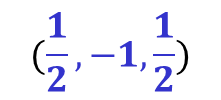 (1/2, -1, 1/2)